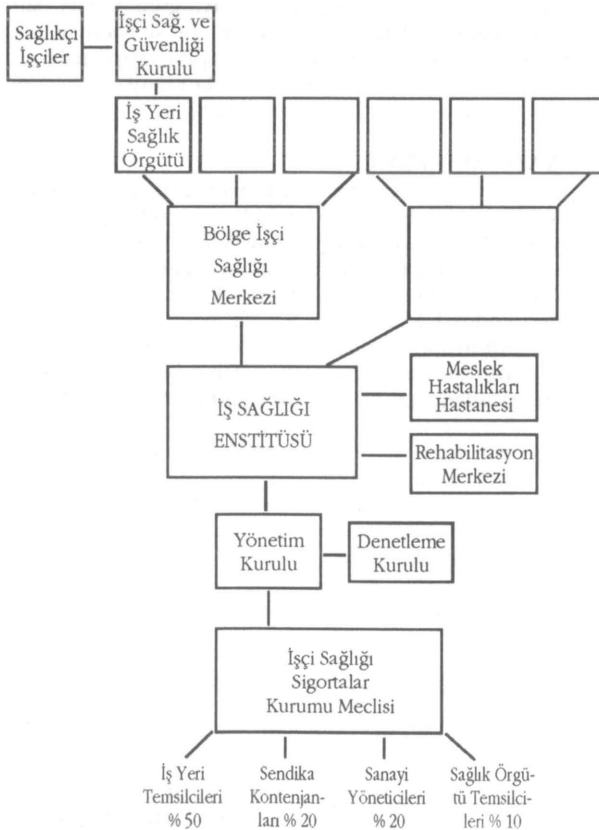 Sağlıkçı
İşçiler
İşçi Sağ. ve
Güvenliği
Kurulu
İş Yeri
Sağlık
Örgütü
Bölge İşçi
Sağlığı
Merkezi
İŞ SAĞLIĞI
ENSTİTÜSÜ
Meslek
Hastalıkları
Hastanesi
Rehabilitasyon
Merkezi
Yönetim
Kurulu
Denetleme
Kurulu
İşçi Sağlığı
Sigortalar
Kurumu Meclisi
İş Yeri
Temsilcileri
% 50
Sendika
Kontenjan-
ları % 20
Sanayi
Yöneticileri
% 20
Sağlık Örgü-
tü Temsilci-
leri % 10